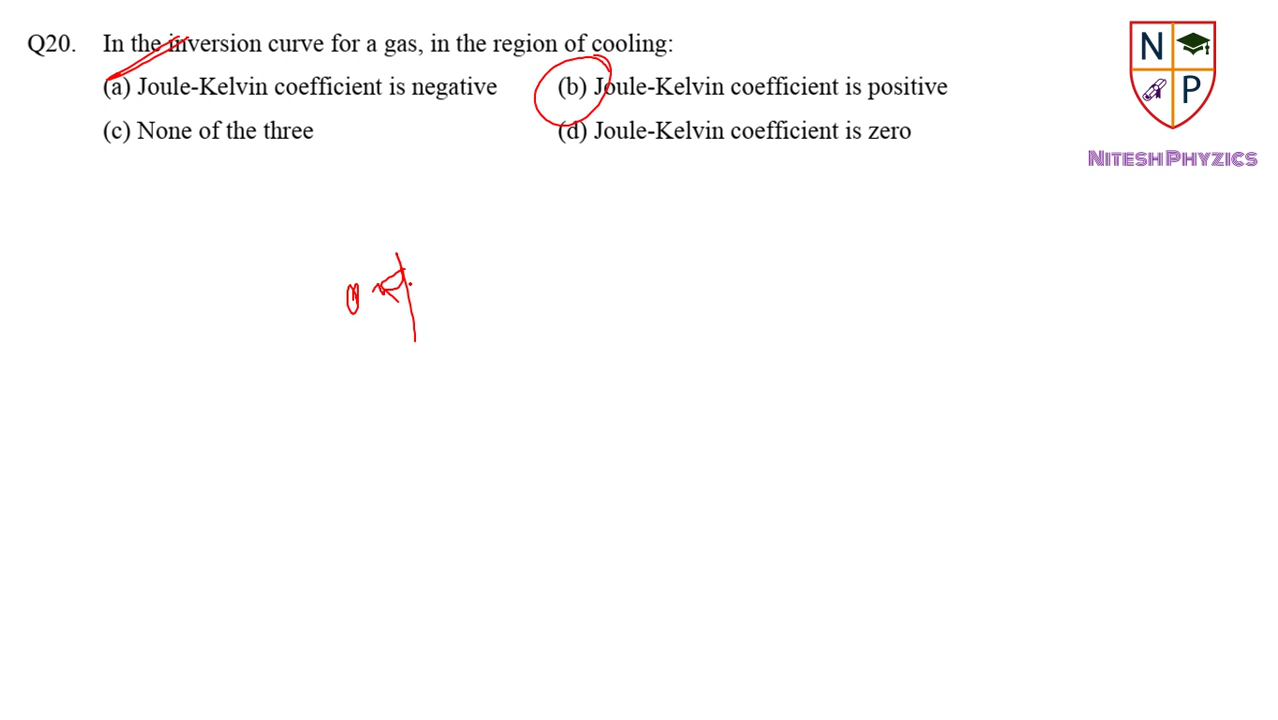 Q20. In the inversion curve for a gas, in the region of cooling:
(a) Joule-Kelvin coefficient is negative (b) Joule-Kelvin coefficient is positive
(c) None of the three (d) Joule-Kelvin coefficient is zero
N
P
NITESH PHYZICS